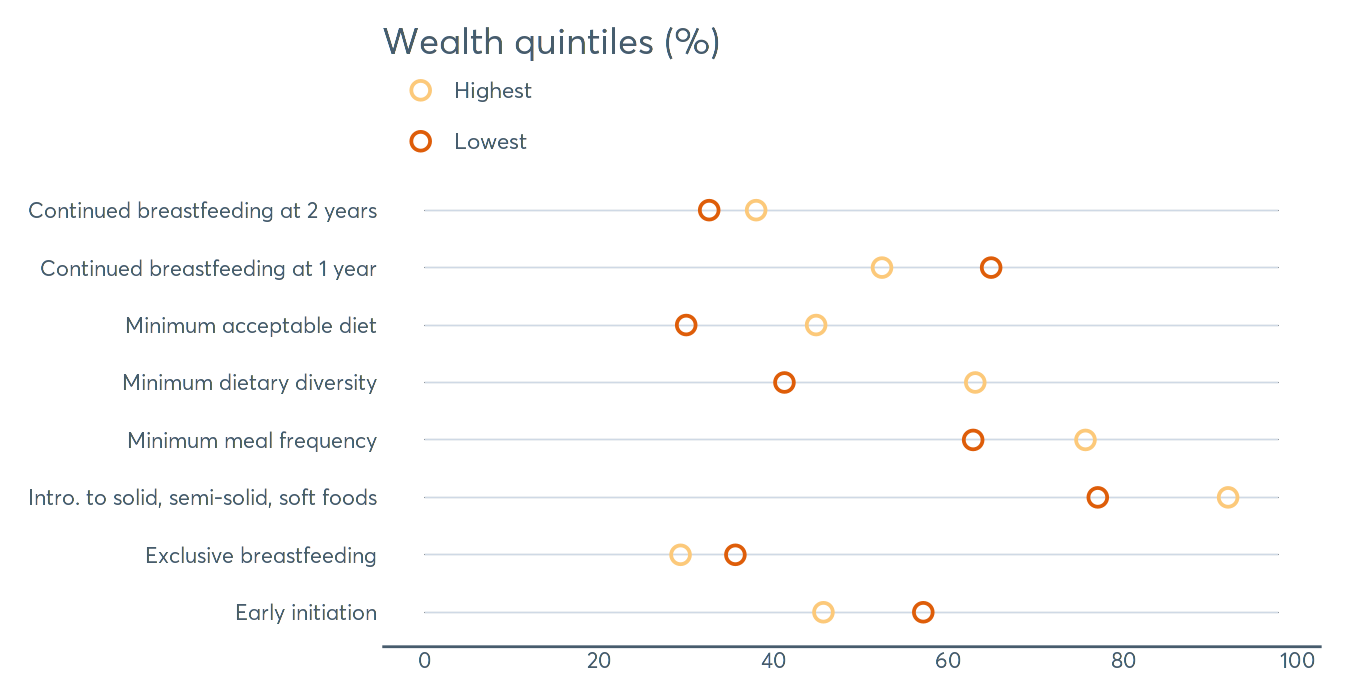 Wealth quintiles (%)
Highest
Lowest
Continued breastfeeding at 2 years
Continued breastfeeding at 1 year
Minimum acceptable diet
Minimum dietary diversity
Minimum meal frequency
Intro. to solid, semi-solid, soft foods
Exclusive breastfeeding
Early initiation
0 20 40 60 80 100